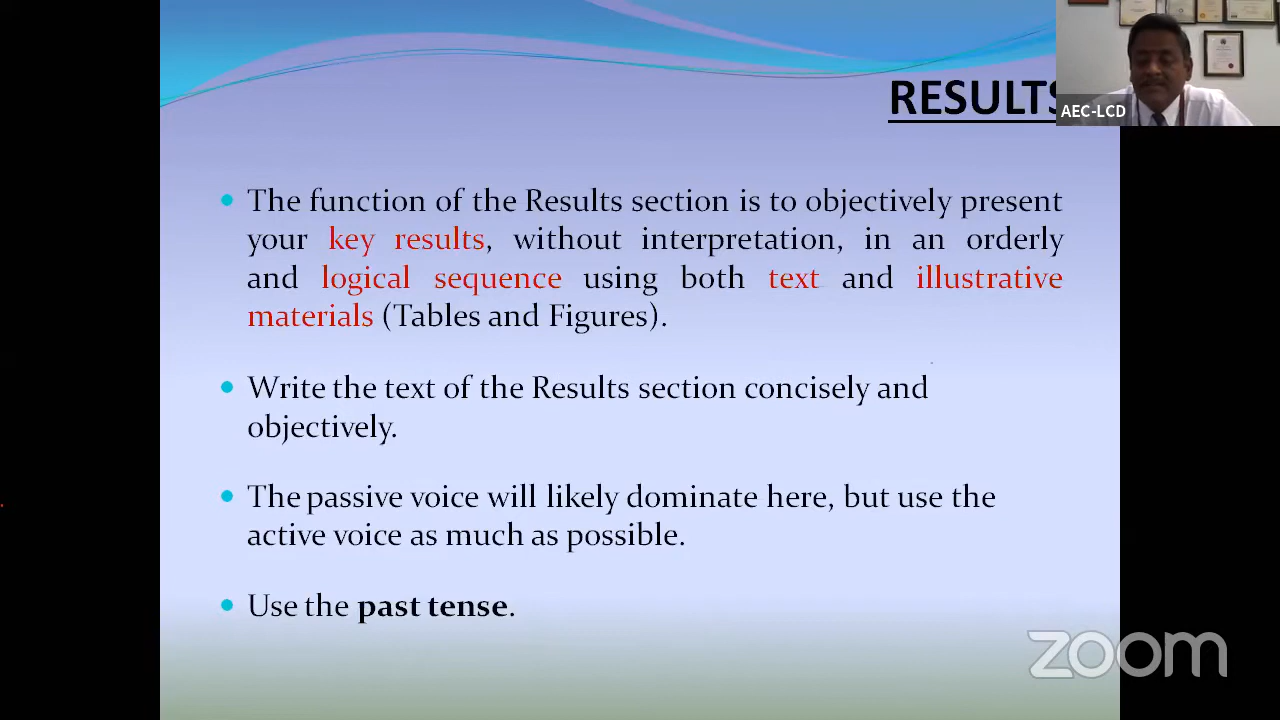 RESULTS
AEC-LCD
The function of the Results section is to objectively present
your key results, without interpretation, in an orderly
and logical sequence using both text and illustrative
materials (Tables and Figures).
Write the text of the Results section concisely and
objectively.
The passive voice will likely dominate here, but use the
active voice as much as possible.
Use the past tense.
zoom